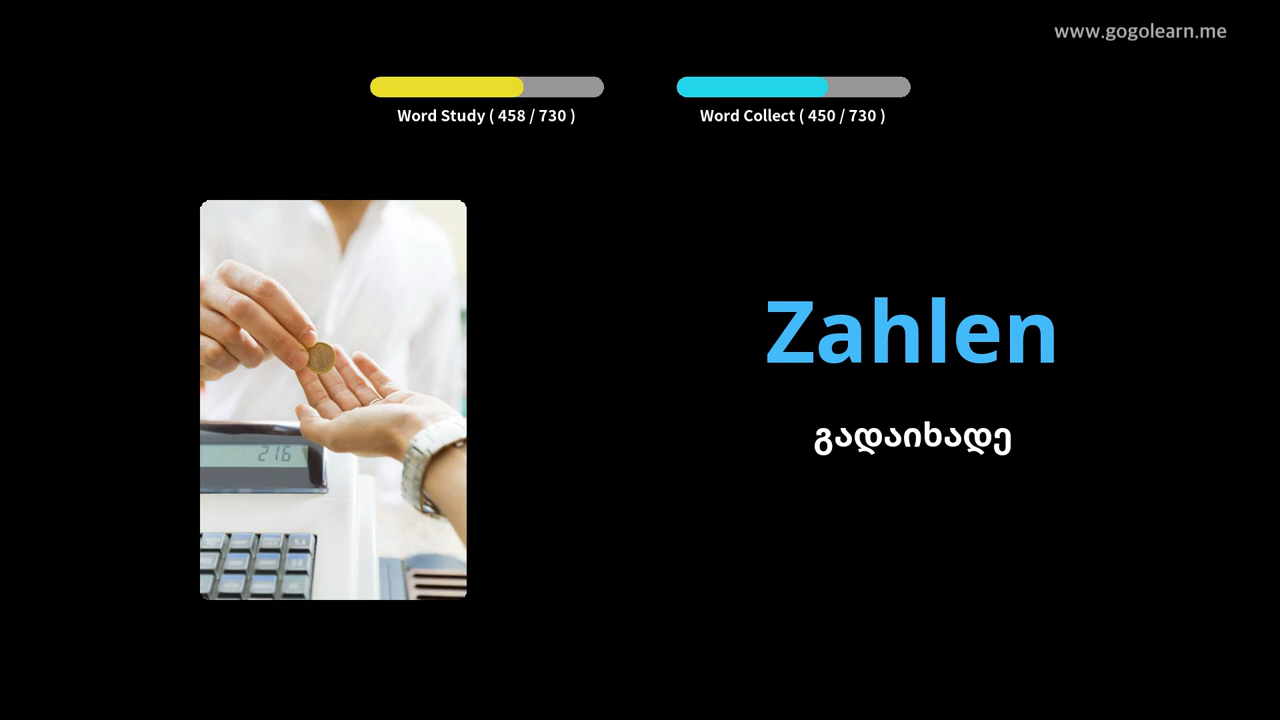 www.gogolearn.me
Word Study ( 458 / 730 )
Word Collect ( 450 / 730 )
Zahlen
გადაიხადე
216